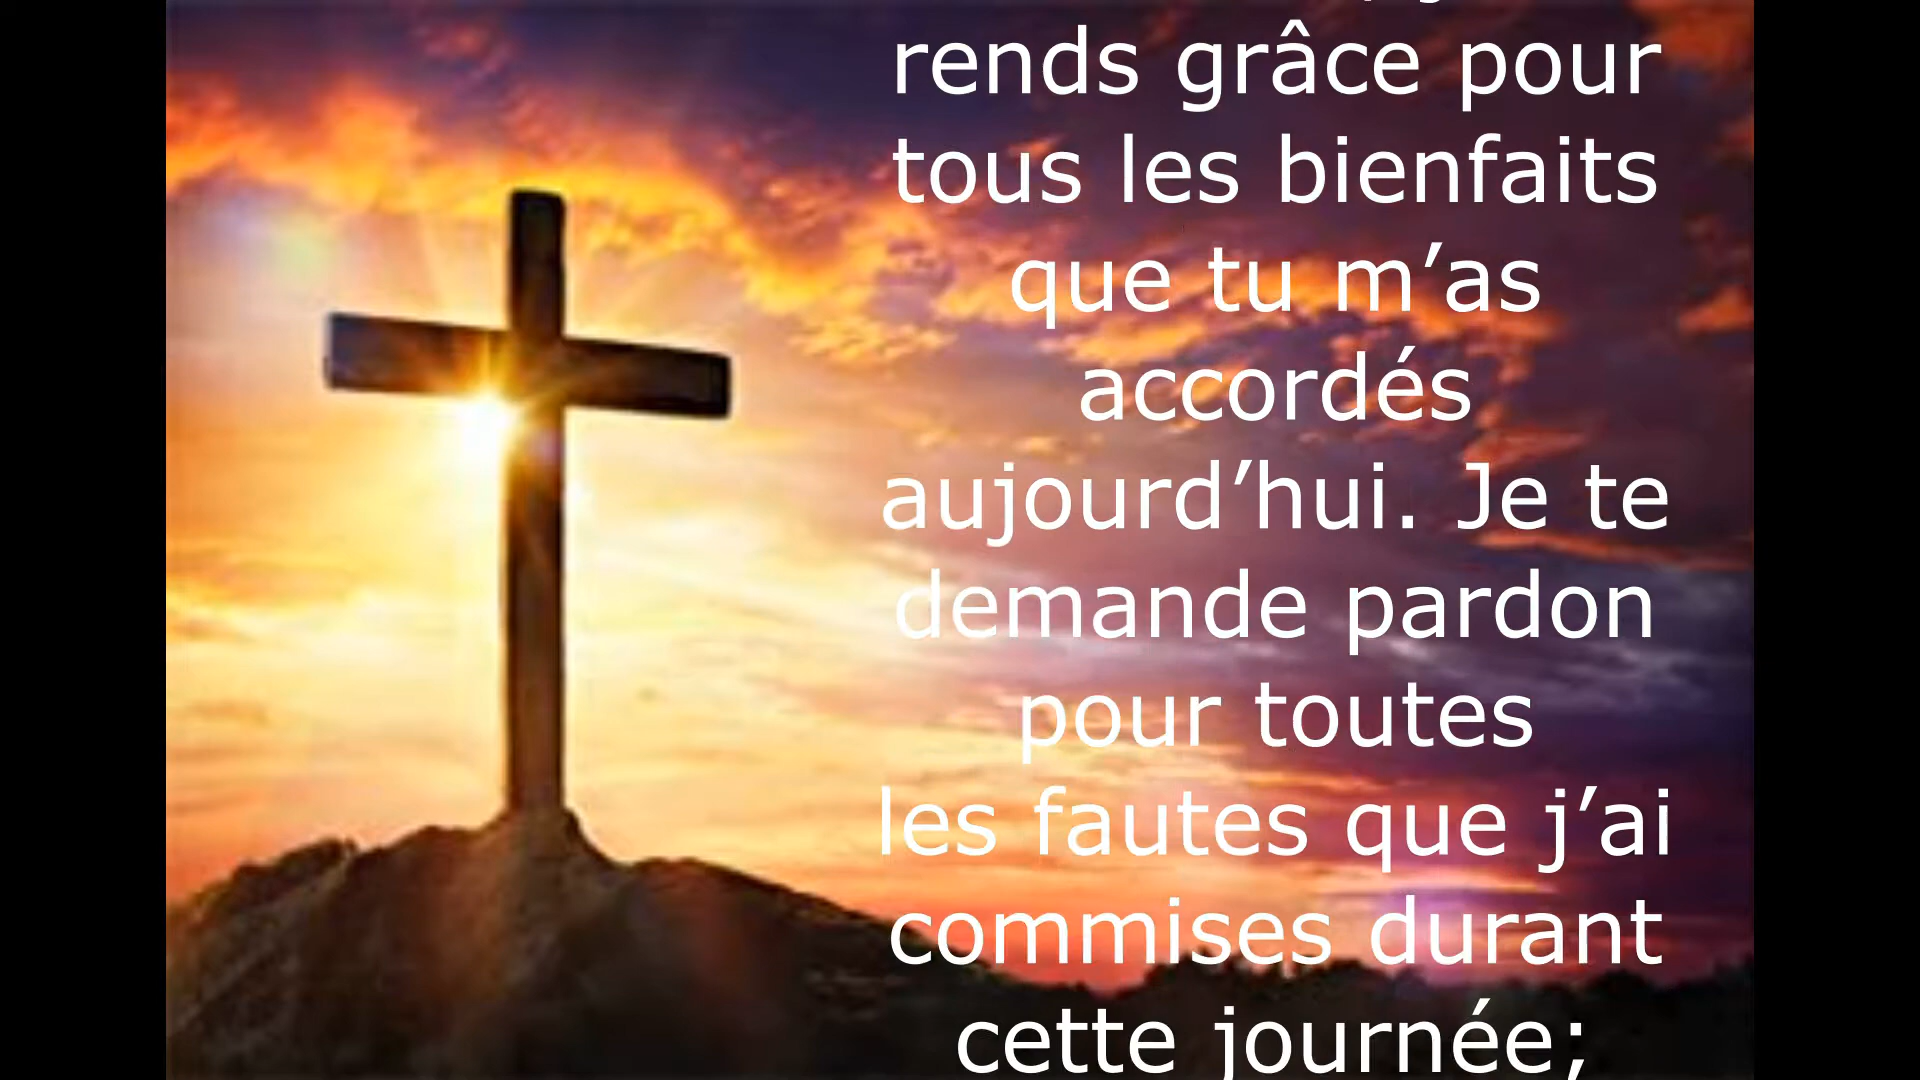 rends grâce pour
tous les bienfaits
que tu m’as
accordés
aujourd’hui. Je te
demande pardon
pour toutes
les fautes que j’ai
commises durant
cette journée;